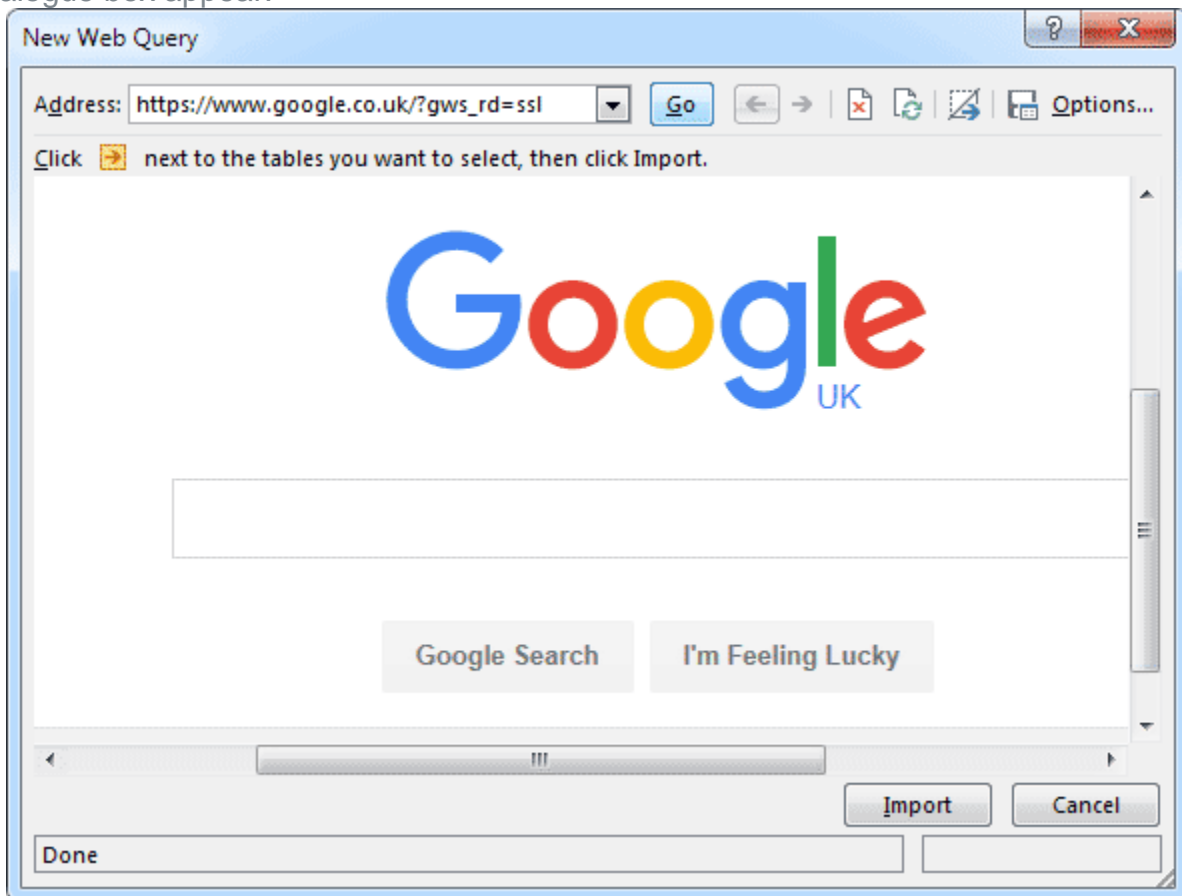 New Web Query
Address: https://www.google.co.uk/?gws_rd=ssl Go Options...
Click next to the tables you want to select, then click Import.
Google
UK
Google Search I'm Feeling Lucky
Import Cancel
Done